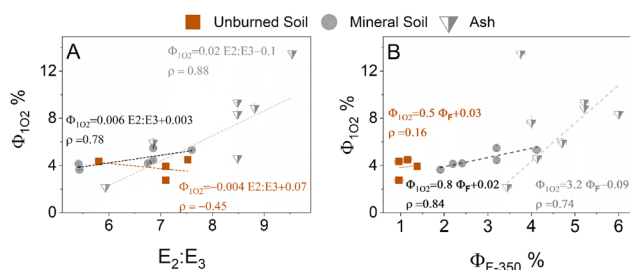 Unburned Soil Mineral Soil Ash
A
Φ1O2=0.02 E2:E3−0.1
ρ = 0.88
Φ1O2=0.006 E2:E3+0.003
ρ=0.78
Φ1O2=−0.004 E2:E3+0.07
ρ = −0.45
Φ1O2 %
12
8
4
0
6 7 8 9
E2:E3
B
Φ1O2=0.5 ΦF+0.03
ρ = 0.16
Φ1O2=0.8 ΦF+0.02
ρ=0.84
Φ1O2=3.2 ΦF−0.09
ρ = 0.74
Φ1O2 %
12
8
4
0
1 2 3 4 5 6
ΦF-350 %